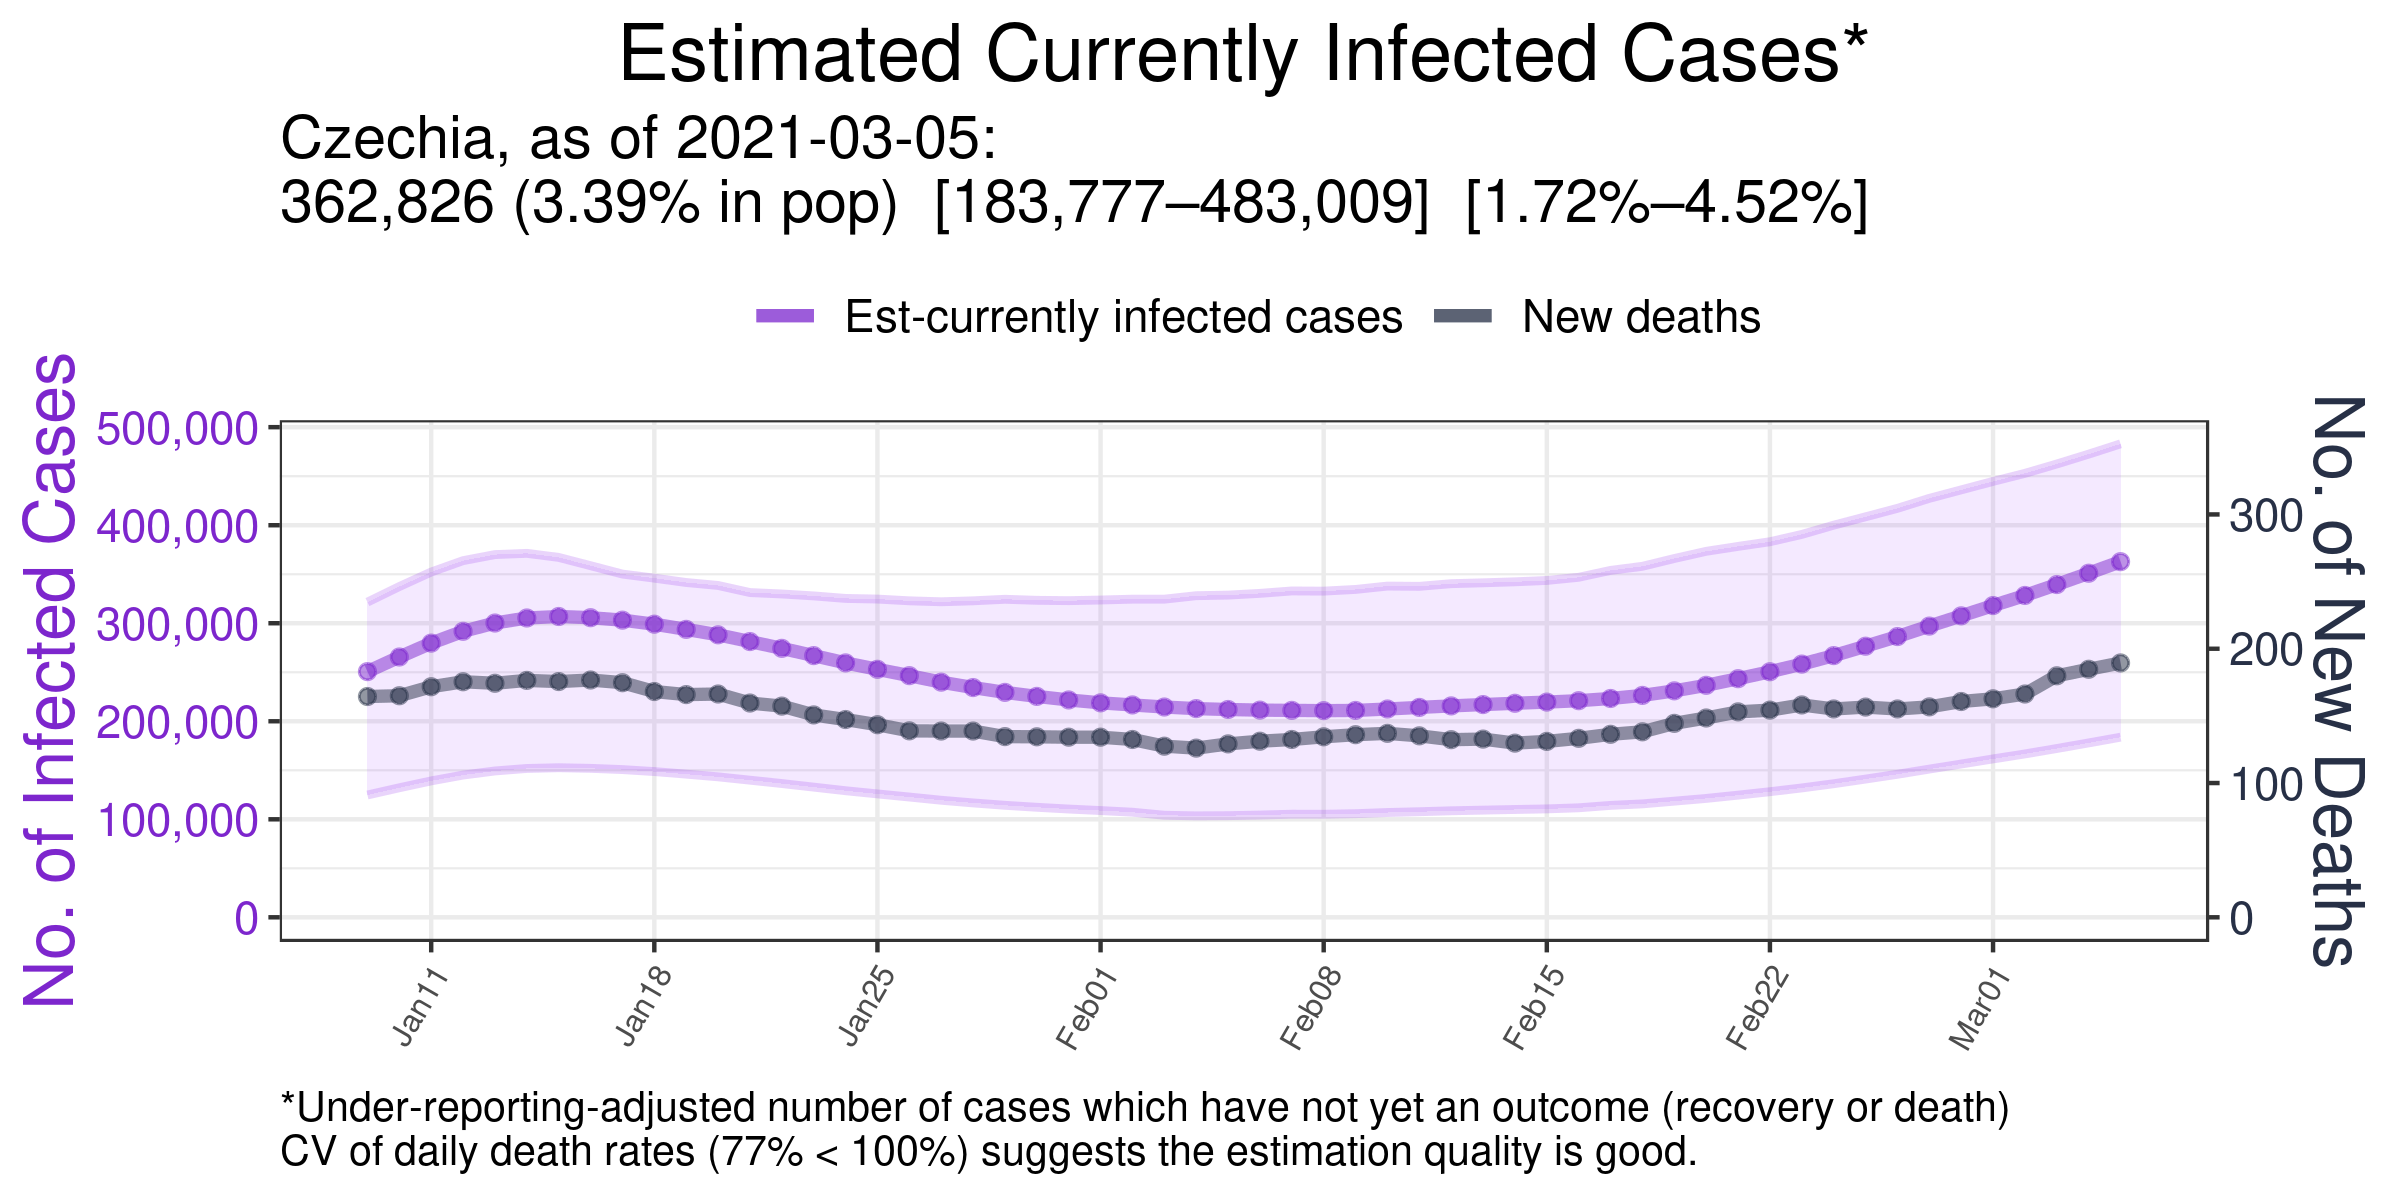 Estimated Currently Infected Cases*
Czechia, as of 2021-03-05:
362,826 (3.39% in pop)  [183,777–483,009]  [1.72%–4.52%]
Est-currently infected cases
New deaths
No. of Infected Cases
500,000
400,000
300,000
200,000
100,000
0
No. of New Deaths
300
200
100
0
Jan11
Jan18
Jan25
Feb01
Feb08
Feb15
Feb22
Mar01
*Under-reporting-adjusted number of cases which have not yet an outcome (recovery or death)
CV of daily death rates (77% < 100%) suggests the estimation quality is good.